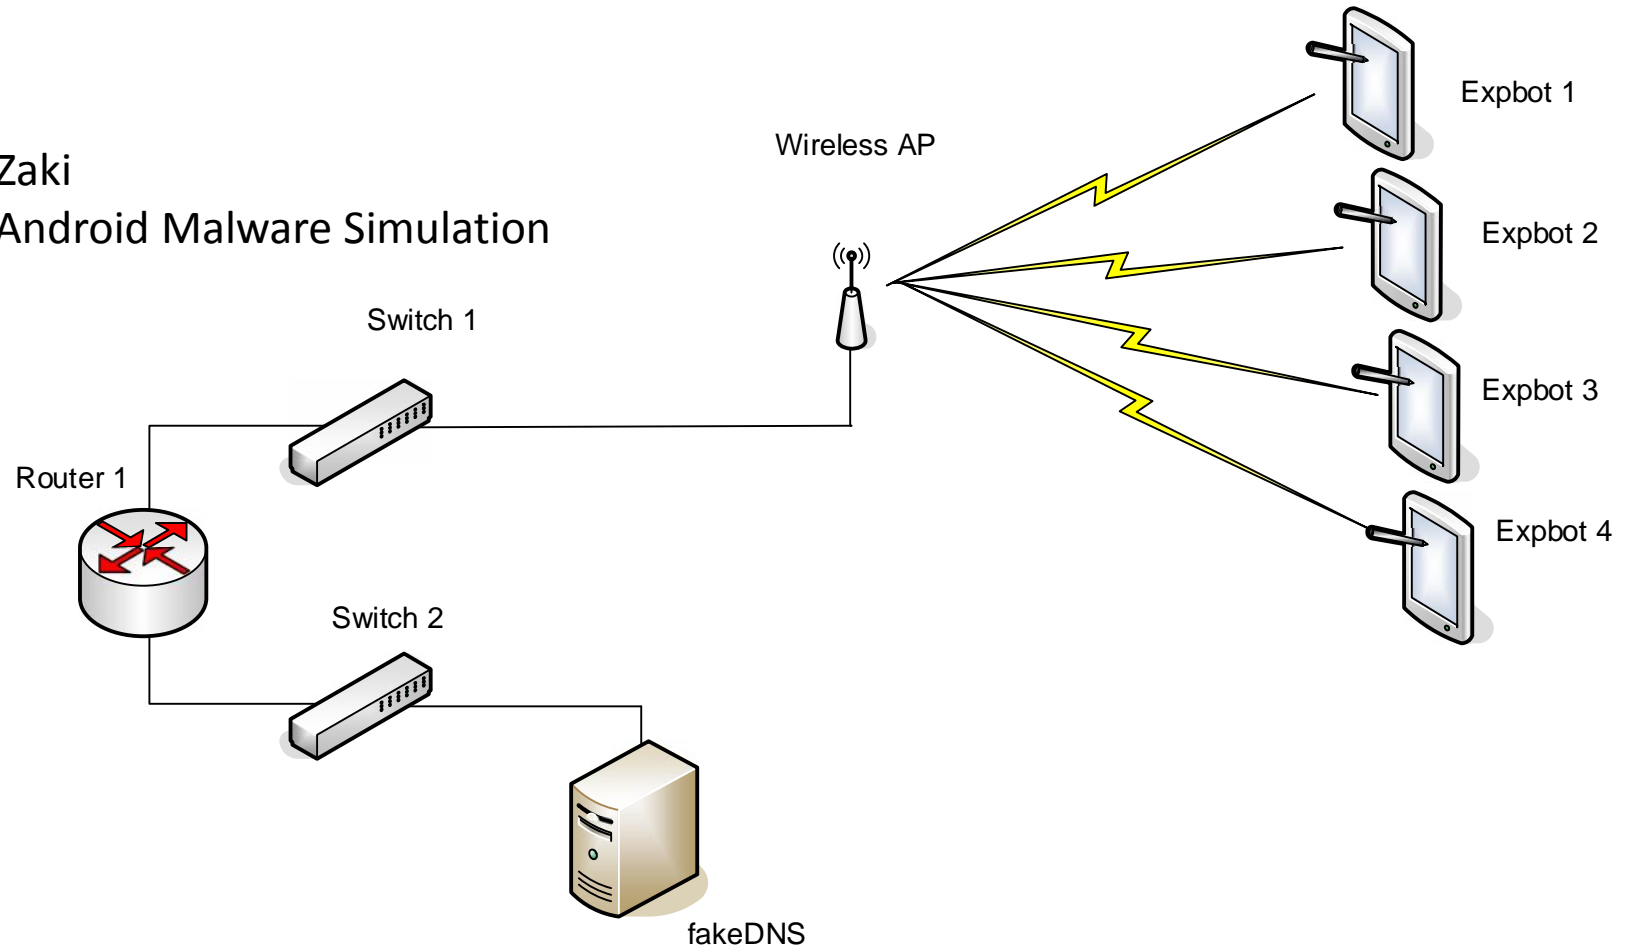 Zaki
Android Malware Simulation
Wireless AP
Expbot 1
Expbot 2
Switch 1
Expbot 3
Router 1
Expbot 4
Switch 2
fakeDNS